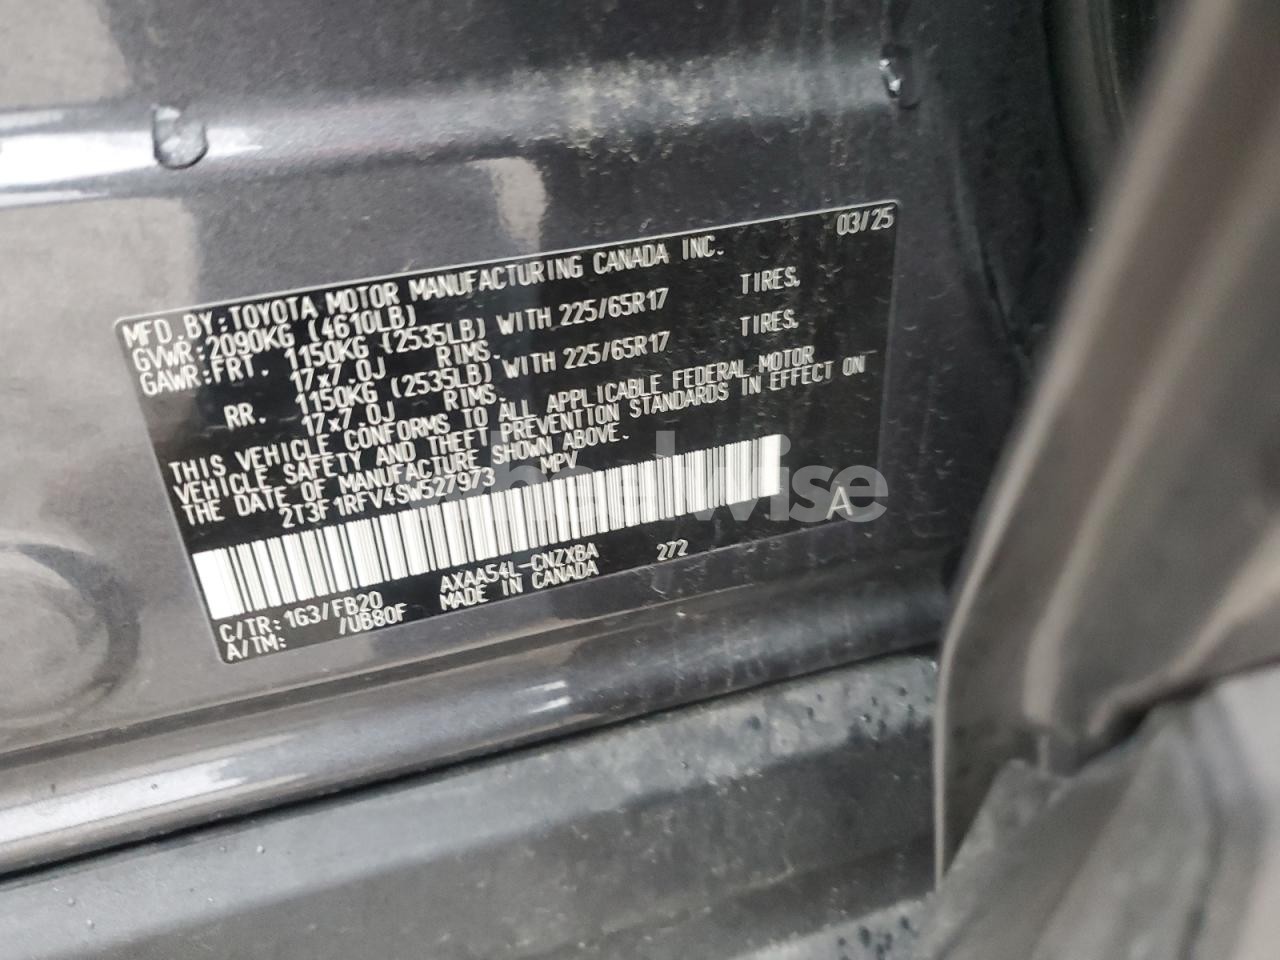 03/25
MFD.BY:TOYOTA MOTOR MANUFACTURING CANADA INC.
GVWR:2090KG (4610LB)
GAWR:FRT. 1150KG (2535LB) WITH 225/65R17 TIRES,
17x7.0J RIMS.
RR. 1150KG (2535LB) WITH 225/65R17 TIRES,
17x7.0J RIMS.
THIS VEHICLE CONFORMS TO ALL APPLICABLE FEDERAL MOTOR
VEHICLE SAFETY AND THEFT PREVENTION STANDARDS IN EFFECT ON
THE DATE OF MANUFACTURE SHOWN ABOVE.
2T3F1RFV4SW527973 MPV
A
C/TR:1G3/FB20 AXAA54L-CNZXBA 272
A/TM: /UB80F MADE IN CANADA
wheelwise